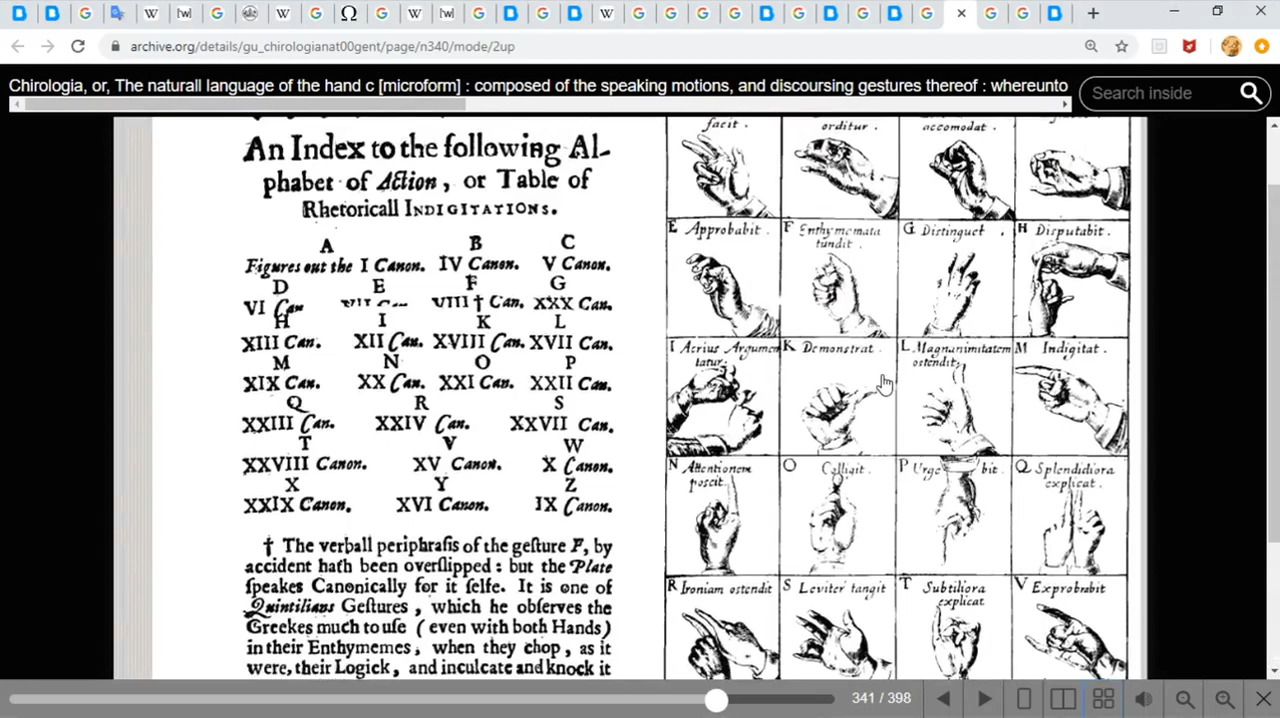 archive.org/details/gu_chirologianat00gent/page/n340/mode/2up
Chirologia, or, The naturall language of the hand c [microform] : composed of the speaking motions, and discoursing gestures thereof : whereunto
Search inside
An Index to the following Al-
phabet of Action, or Table of
Rhetoricall INDIGITATIONS.
A B C
Figures out the I Canon. IV Canon. V Canon.
D E F G
VI Can VIII † Can. XXX Can.
H I K L
XIII Can. XII Can. XVIII Can. XVII Can.
M N O P
XIX Can. XX Can. XXI Can. XXII Can.
Q R S
XXIII Can. XXIV Can. XXVII Can.
T V W
XXVIII Canon. XV Canon. X Canon.
X Y Z
XXIX Canon. XVI Canon. IX Canon.
† The verball periphrasis of the gesture F, by
accident hath been overslipped: but the Plate
speakes Canonically for it selfe. It is one of
Quintilians Gestures, which he observes the
Greekes much to use (even with both Hands)
in their Enthymemes, when they chop, as it
were, their Logick, and inculcate and knock it
facit.
orditur.
accomodat.
E Approbabit.
F Enthymemata
tundit.
G Distinguet.
H Disputabit.
I Acrius Argumen
tatur.
K Demonstrat.
L Magnanimitatem
ostendit.
M Indigitat.
N Attentionem
poscit.
O Colligit.
P Urge bit.
Q Splendidiora
explicat.
R Ironiam ostendit
S Leviter tangit
T Subtiliora
explicat
V Exprobrabit
341 / 398